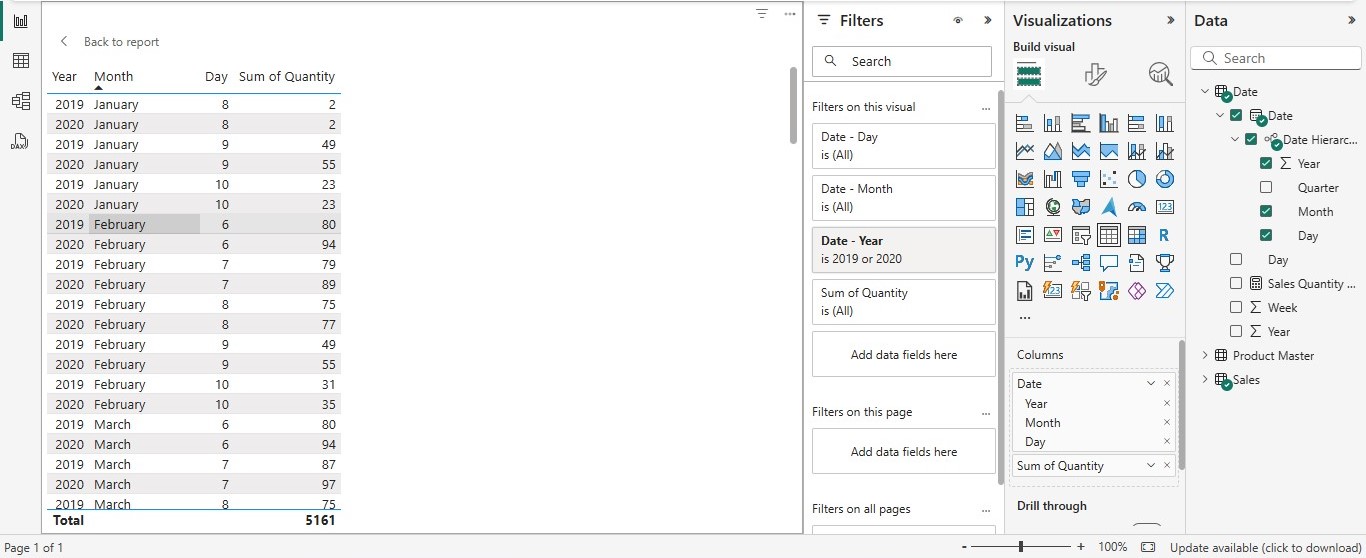 Back to report
Year Month Day Sum of Quantity
2019 January 8 2
2020 January 8 2
2019 January 9 49
2020 January 9 55
2019 January 10 23
2020 January 10 23
2019 February 6 80
2020 February 6 94
2019 February 7 79
2020 February 7 89
2019 February 8 75
2020 February 8 77
2019 February 9 49
2020 February 9 55
2019 February 10 31
2020 February 10 35
2019 March 6 80
2020 March 6 94
2019 March 7 87
2020 March 7 97
2019 March 8 75
Total 5161
Filters
Search
Filters on this visual ...
Date - Day
is (All)
Date - Month
is (All)
Date - Year
is 2019 or 2020
Sum of Quantity
is (All)
Add data fields here
Filters on this page ...
Add data fields here
Filters on all pages ...
Visualizations
Build visual
123
R
Py
123
...
Columns
Date
Year
Month
Day
Sum of Quantity
Drill through
Data
Search
Date
Date
Date Hierarc...
Σ Year
Quarter
Month
Day
Day
Sales Quantity ...
Σ Week
Σ Year
Product Master
Sales
DAX
Page 1 of 1
- + 100% Update available (click to download)